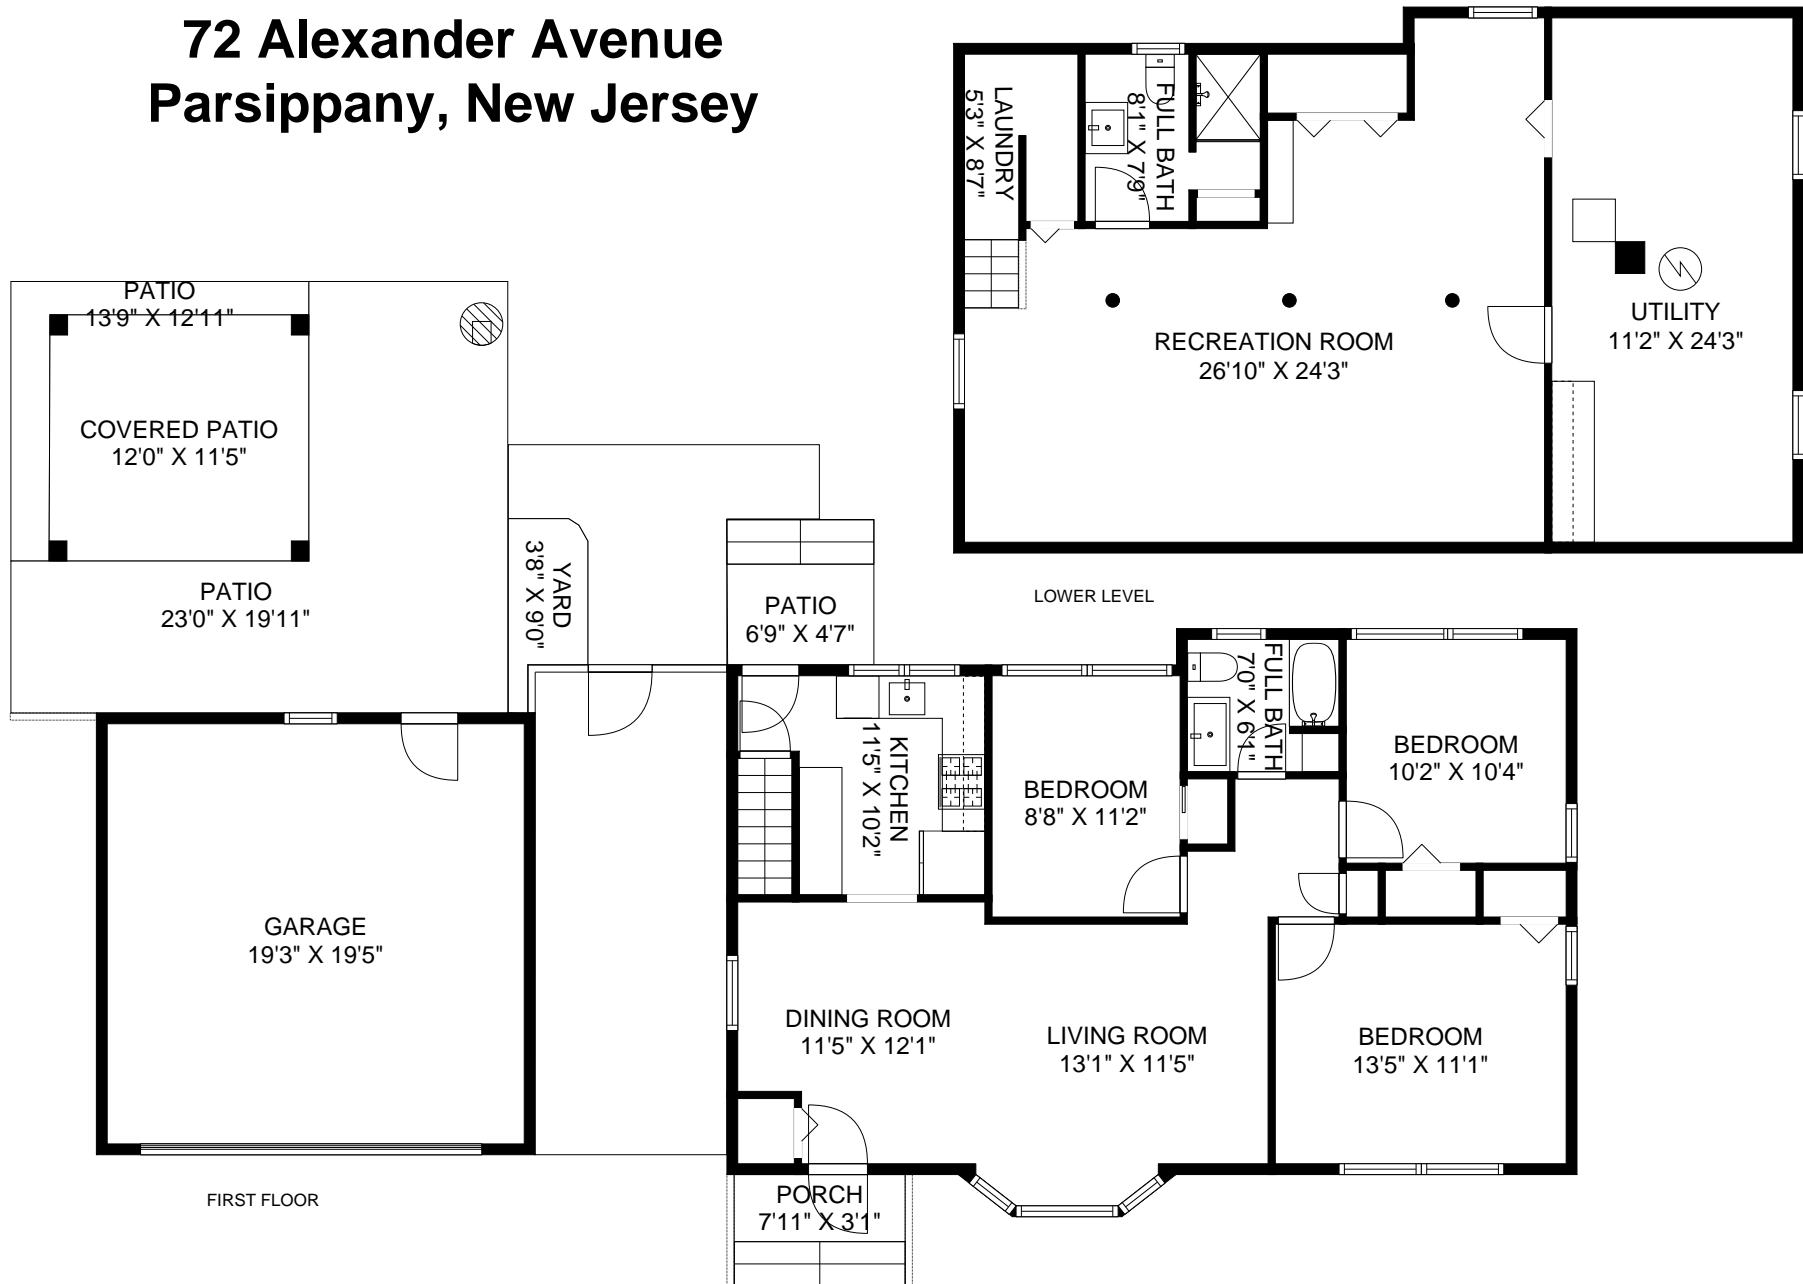 72 Alexander Avenue
Parsippany, New Jersey
LAUNDRY
5'3" X 8'7"
FULL BATH
8'1" X 7'9"
RECREATION ROOM
26'10" X 24'3"
UTILITY
11'2" X 24'3"
LOWER LEVEL
PATIO
13'9" X 12'11"
COVERED PATIO
12'0" X 11'5"
PATIO
23'0" X 19'11"
YARD
3'8" X 9'0"
PATIO
6'9" X 4'7"
KITCHEN
11'5" X 10'2"
BEDROOM
8'8" X 11'2"
FULL BATH
7'0" X 6'1"
BEDROOM
10'2" X 10'4"
GARAGE
19'3" X 19'5"
DINING ROOM
11'5" X 12'1"
LIVING ROOM
13'1" X 11'5"
BEDROOM
13'5" X 11'1"
PORCH
7'11" X 3'1"
FIRST FLOOR